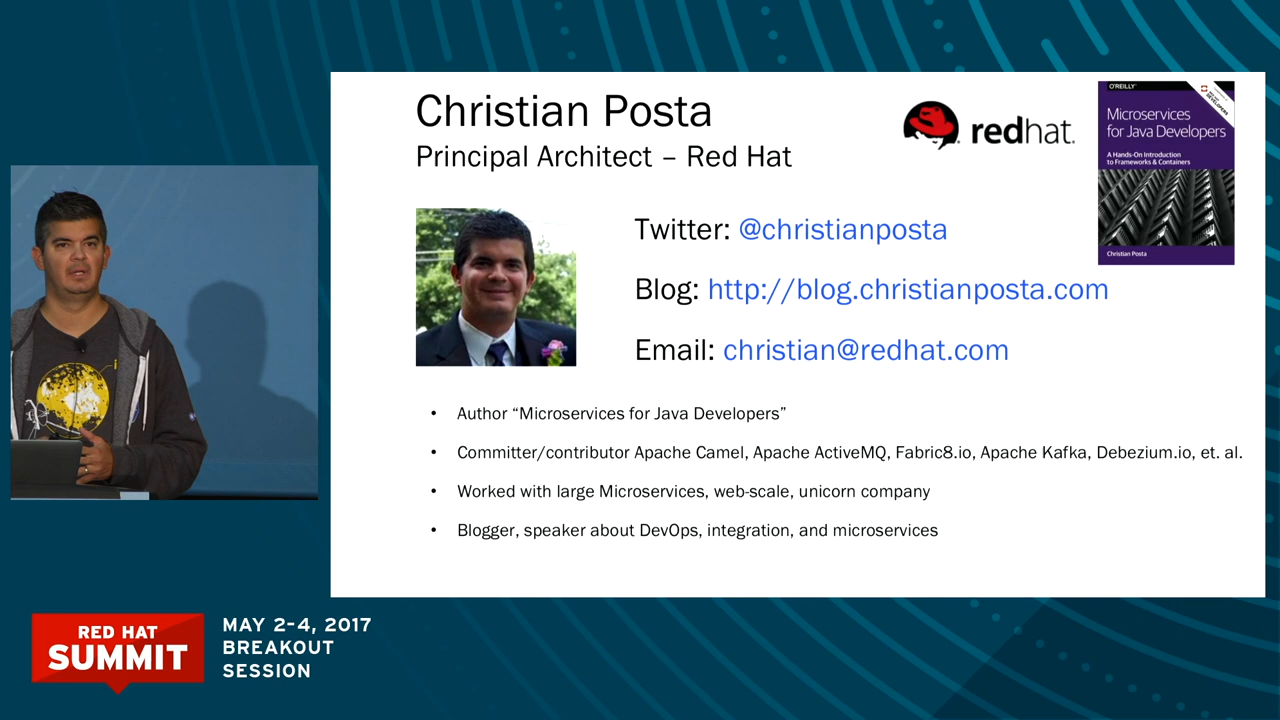 Christian Posta
Principal Architect – Red Hat
redhat.
O'REILLY
Microservices
for Java Developers
A Hands-On Introduction
to Frameworks & Containers
Christian Posta
Twitter: @christianposta
Blog: http://blog.christianposta.com
Email: christian@redhat.com
• Author “Microservices for Java Developers”
• Committer/contributor Apache Camel, Apache ActiveMQ, Fabric8.io, Apache Kafka, Debezium.io, et. al.
• Worked with large Microservices, web-scale, unicorn company
• Blogger, speaker about DevOps, integration, and microservices
RED HAT
SUMMIT
MAY 2-4, 2017
BREAKOUT
SESSION